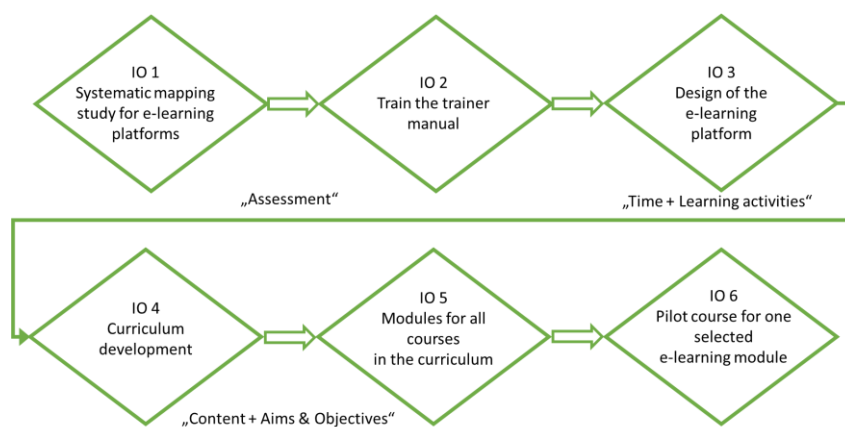 IO 1
Systematic mapping
study for e-learning
platforms
IO 2
Train the trainer
manual
IO 3
Design of the
e-learning
platform
„Assessment“
„Time + Learning activities“
IO 4
Curriculum
development
IO 5
Modules for all
courses
in the curriculum
IO 6
Pilot course for one
selected
e-learning module
„Content + Aims & Objectives“